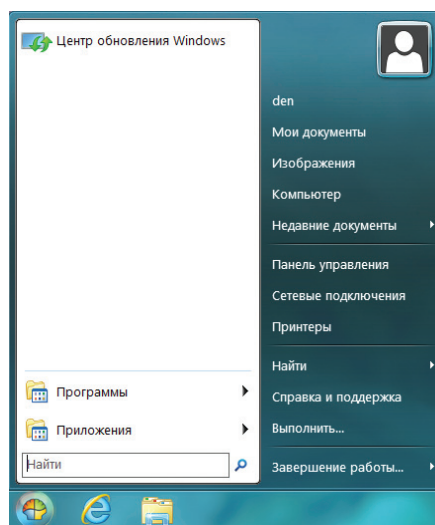 Центр обновления Windows
Программы
Приложения
Найти
den
Мои документы
Изображения
Компьютер
Недавние документы
Панель управления
Сетевые подключения
Принтеры
Найти
Справка и поддержка
Выполнить...
Завершение работы...